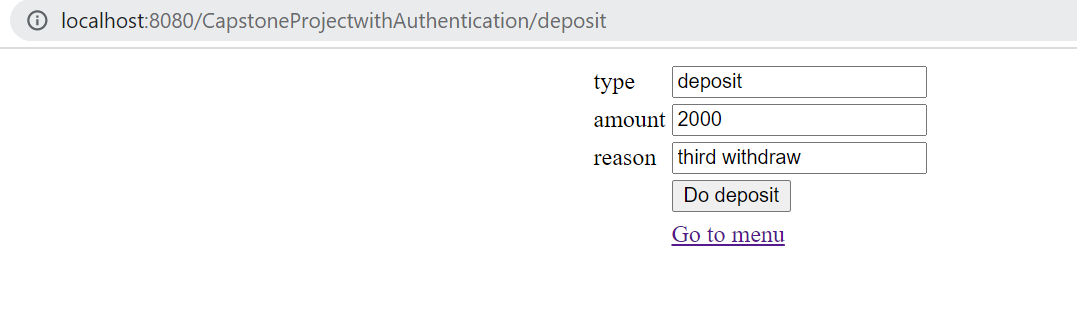 localhost:8080/CapstoneProjectwithAuthentication/deposit
type deposit
amount 2000
reason third withdraw
Do deposit
Go to menu